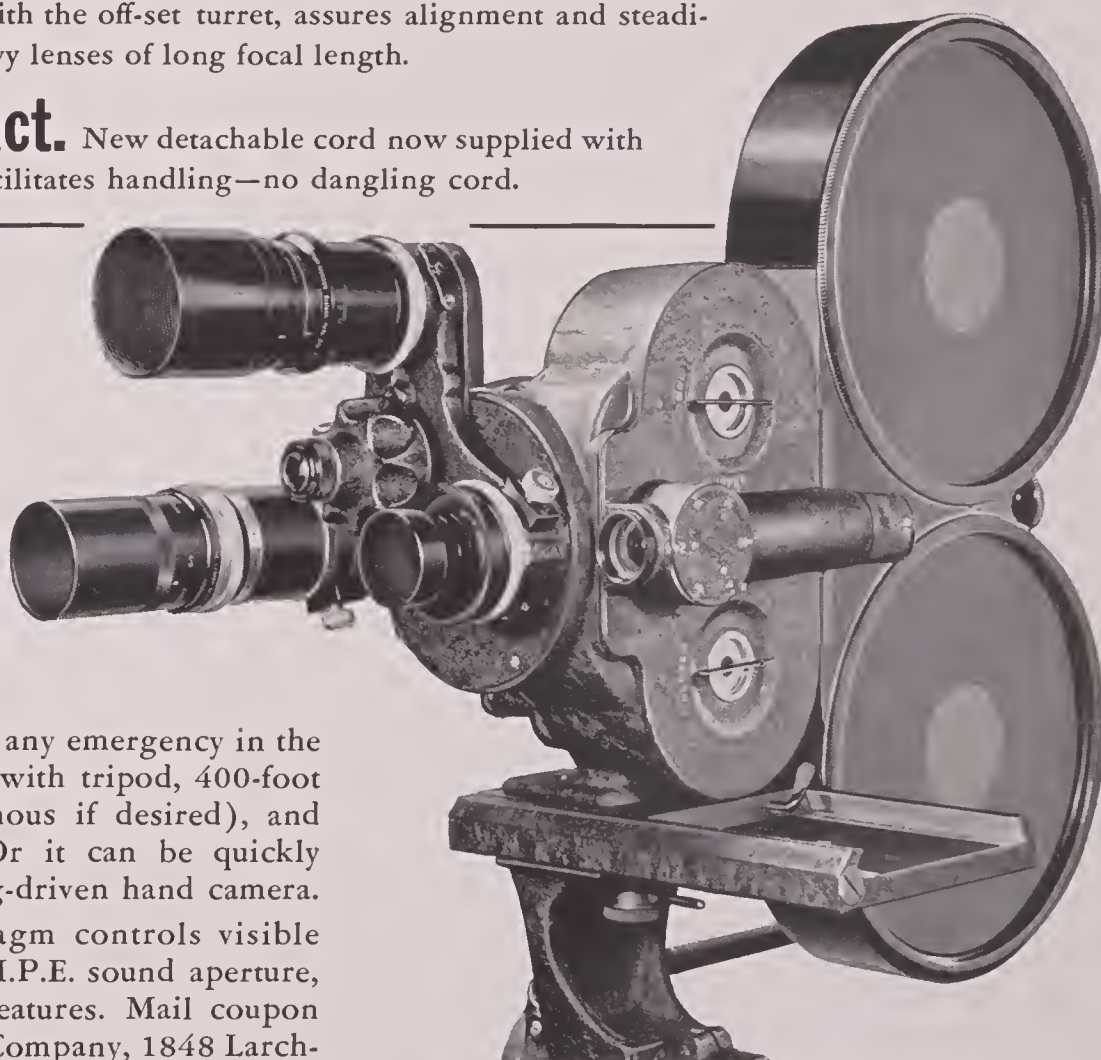 ith the off-set turret, assures alignment and steadi-
vy lenses of long focal length.
ct. New detachable cord now supplied with
cilitates handling—no dangling cord.
any emergency in the
with tripod, 400-foot
nous if desired), and
Or it can be quickly
g-driven hand camera.
agm controls visible
I.P.E. sound aperture,
eatures. Mail coupon
Company, 1848 Larch-